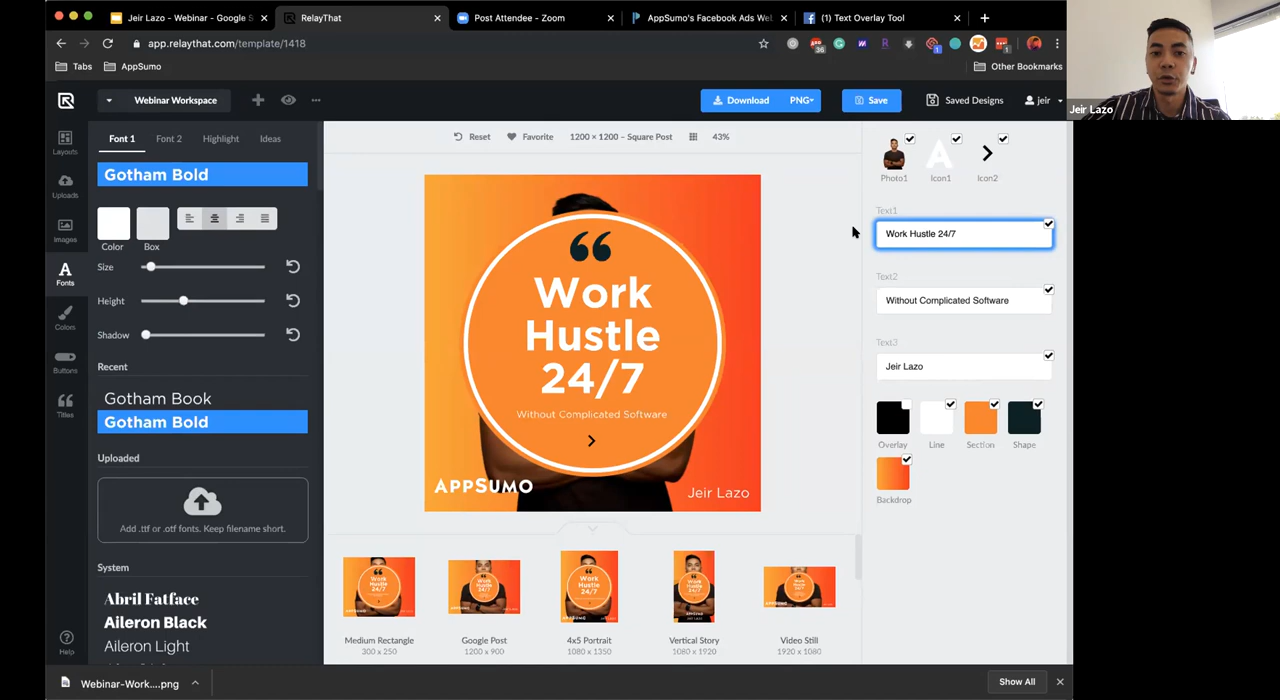 Jeir Lazo - Webinar - Google S
RelayThat
Post Attendee - Zoom
AppSumo's Facebook Ads Web
(1) Text Overlay Tool
app.relaythat.com/template/1418
36
1
1
Tabs
AppSumo
Other Bookmarks
Jeir Lazo
Webinar Workspace
Download
PNG
Save
Saved Designs
jeir
Layouts
Uploads
Images
Fonts
Colors
Buttons
Titles
Help
Font 1
Font 2
Highlight
Ideas
Gotham Bold
Color
Box
Size
Height
Shadow
Recent
Gotham Book
Gotham Bold
Uploaded
Add .ttf or .otf fonts. Keep filename short.
System
Abril Fatface
Aileron Black
Aileron Light
Reset
Favorite
1200 × 1200 – Square Post
43%
“
Work
Hustle
24/7
Without Complicated Software
APPSUMO
Jeir Lazo
Medium Rectangle
300 x 250
Google Post
1200 x 900
4x5 Portrait
1080 x 1350
Vertical Story
1080 x 1920
Video Still
1920 x 1080
Photo1
Icon1
Icon2
Text1
Work Hustle 24/7
Text2
Without Complicated Software
Text3
Jeir Lazo
Overlay
Line
Section
Shape
Backdrop
Webinar-Work....png
Show All